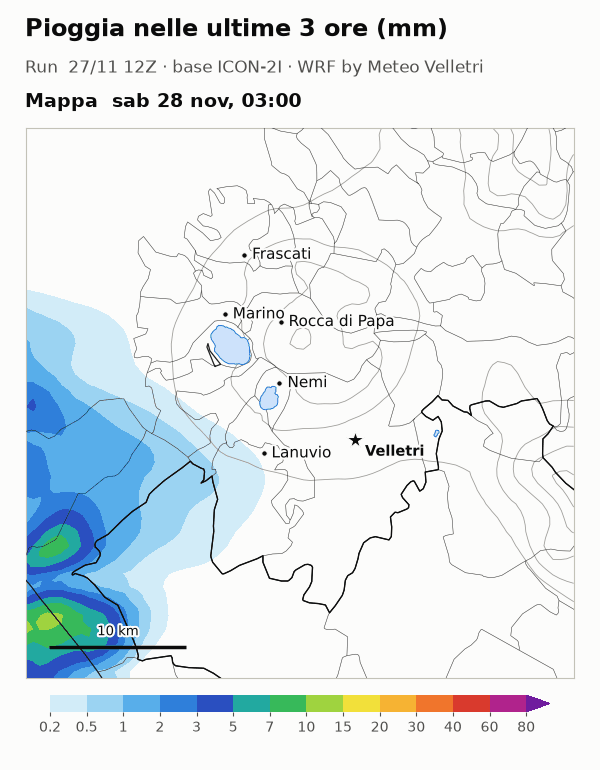 Pioggia nelle ultime 3 ore (mm)
Run  27/11 12Z · base ICON-2I · WRF by Meteo Velletri
Mappa  sab 28 nov, 03:00
Frascati
Marino
Rocca di Papa
Nemi
Lanuvio
Velletri
10 km
0.2 0.5 1 2 3 5 7 10 15 20 30 40 60 80